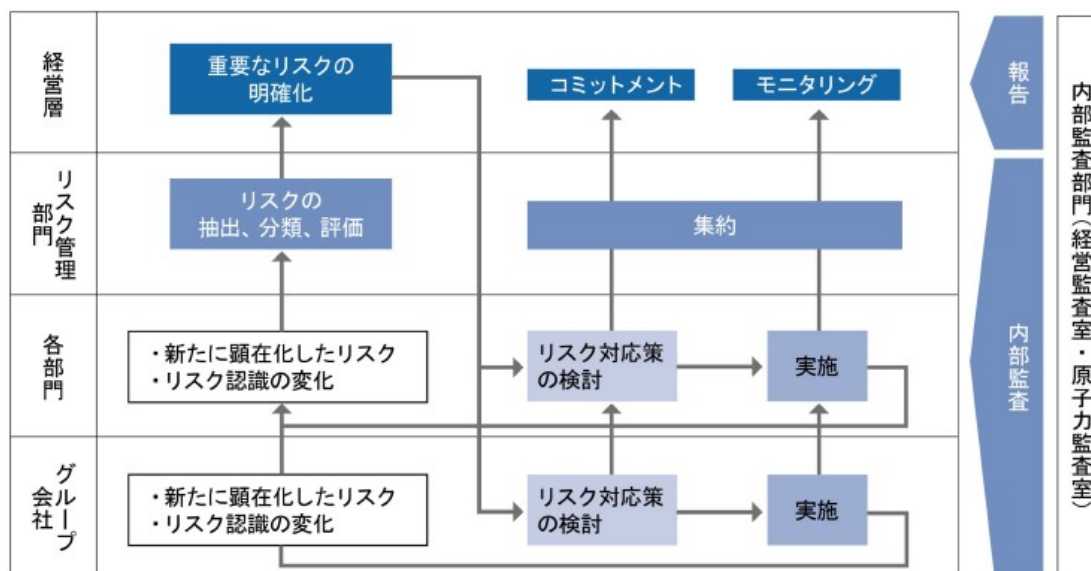 経営層
重要なリスクの
明確化
コミットメント
モニタリング
リスク管理
部門
リスクの
抽出、分類、評価
集約
各部門
・新たに顕在化したリスク
・リスク認識の変化
リスク対応策
の検討
実施
グループ
会社
・新たに顕在化したリスク
・リスク認識の変化
リスク対応策
の検討
実施
報告
内部監査
内部監査部門(経営監査室・原子力監査室)